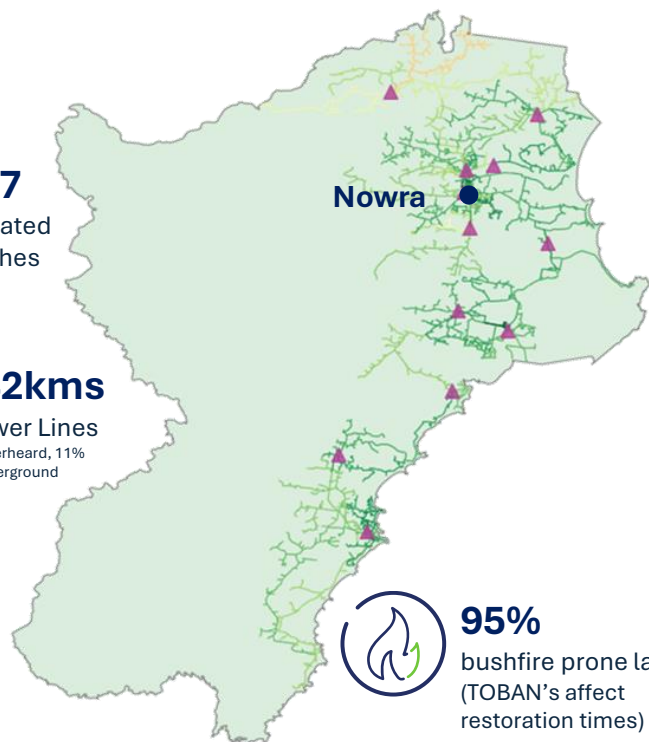 7
ated
hes
Nowra
2kms
wer Lines
erheard, 11%
erground
95%
bushfire prone la
(TOBAN's affect
restoration times)